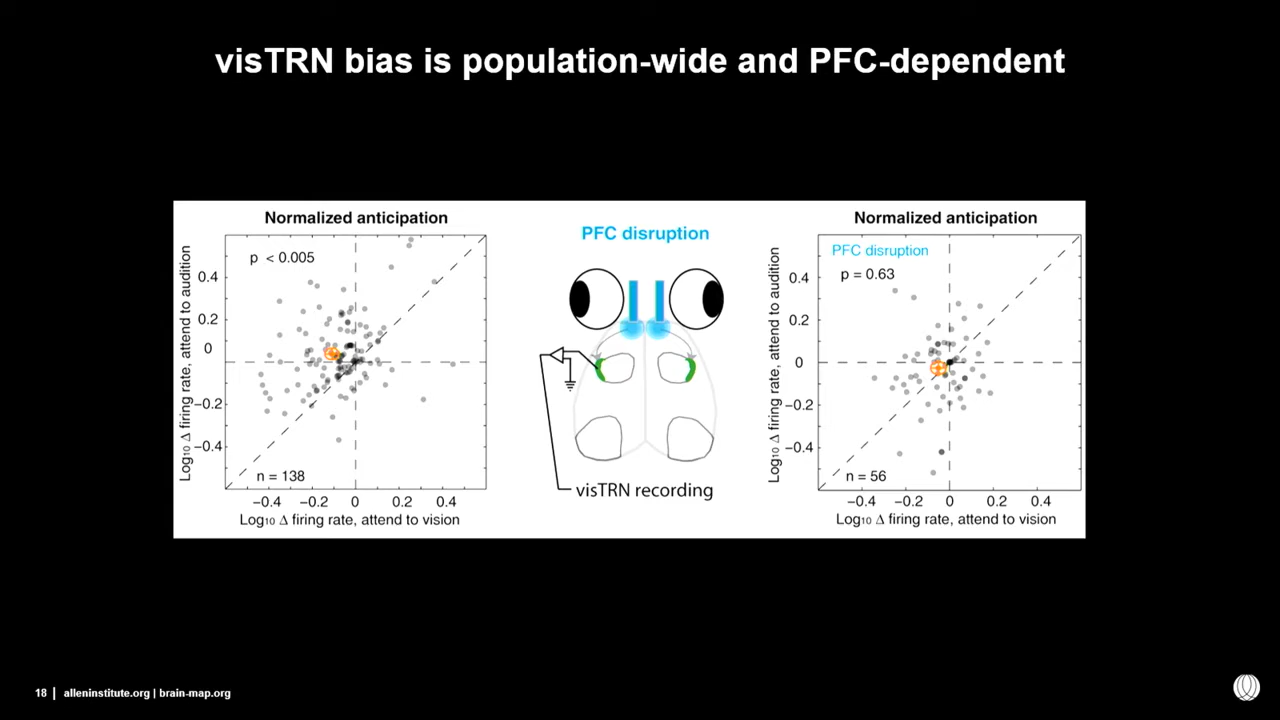 visTRN bias is population-wide and PFC-dependent
Normalized anticipation
p < 0.005
n = 138
Log10 Δ firing rate, attend to audition
0.4
0.2
0
−0.2
−0.4
−0.4 −0.2 0 0.2 0.4
Log10 Δ firing rate, attend to vision
PFC disruption
visTRN recording
Normalized anticipation
PFC disruption
p = 0.63
n = 56
Log10 Δ firing rate, attend to audition
0.4
0.2
0
−0.2
−0.4
−0.4 −0.2 0 0.2 0.4
Log10 Δ firing rate, attend to vision
18 | alleninstitute.org | brain-map.org